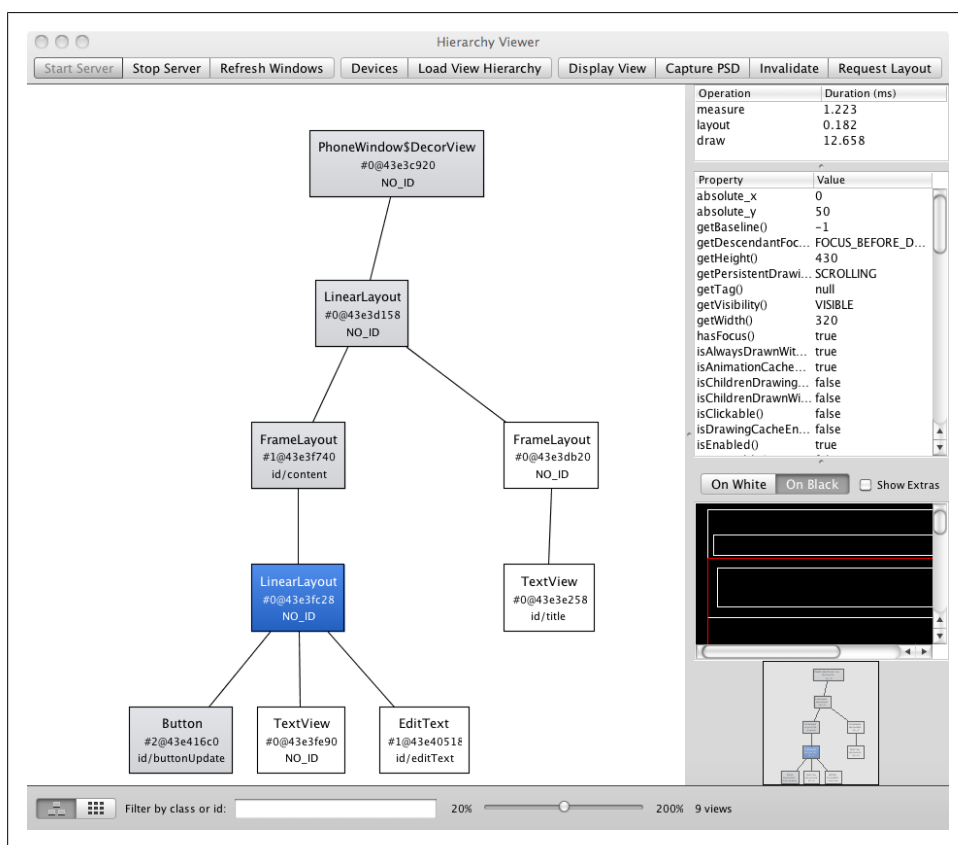 Hierarchy Viewer
Start Server Stop Server Refresh Windows Devices Load View Hierarchy Display View Capture PSD Invalidate Request Layout
PhoneWindow$DecorView
#0@43e3c920
NO_ID
LinearLayout
#0@43e3d158
NO_ID
FrameLayout
#1@43e3f740
id/content
FrameLayout
#0@43e3db20
NO_ID
LinearLayout
#0@43e3fc28
NO_ID
TextView
#0@43e3e258
id/title
Button
#2@43e416c0
id/buttonUpdate
TextView
#0@43e3fe90
NO_ID
EditText
#1@43e40518
id/editText
Operation Duration (ms)
measure 1.223
layout 0.182
draw 12.658
Property Value
absolute_x 0
absolute_y 50
getBaseline() -1
getDescendantFoc... FOCUS_BEFORE_D...
getHeight() 430
getPersistentDrawi... SCROLLING
getTag() null
getVisibility() VISIBLE
getWidth() 320
hasFocus() true
isAlwaysDrawnWit... true
isAnimationCache... true
isChildrenDrawing... false
isChildrenDrawnWi... false
isClickable() false
isDrawingCacheEn... false
isEnabled() true
On White On Black Show Extras
Filter by class or id: 20% 200% 9 views